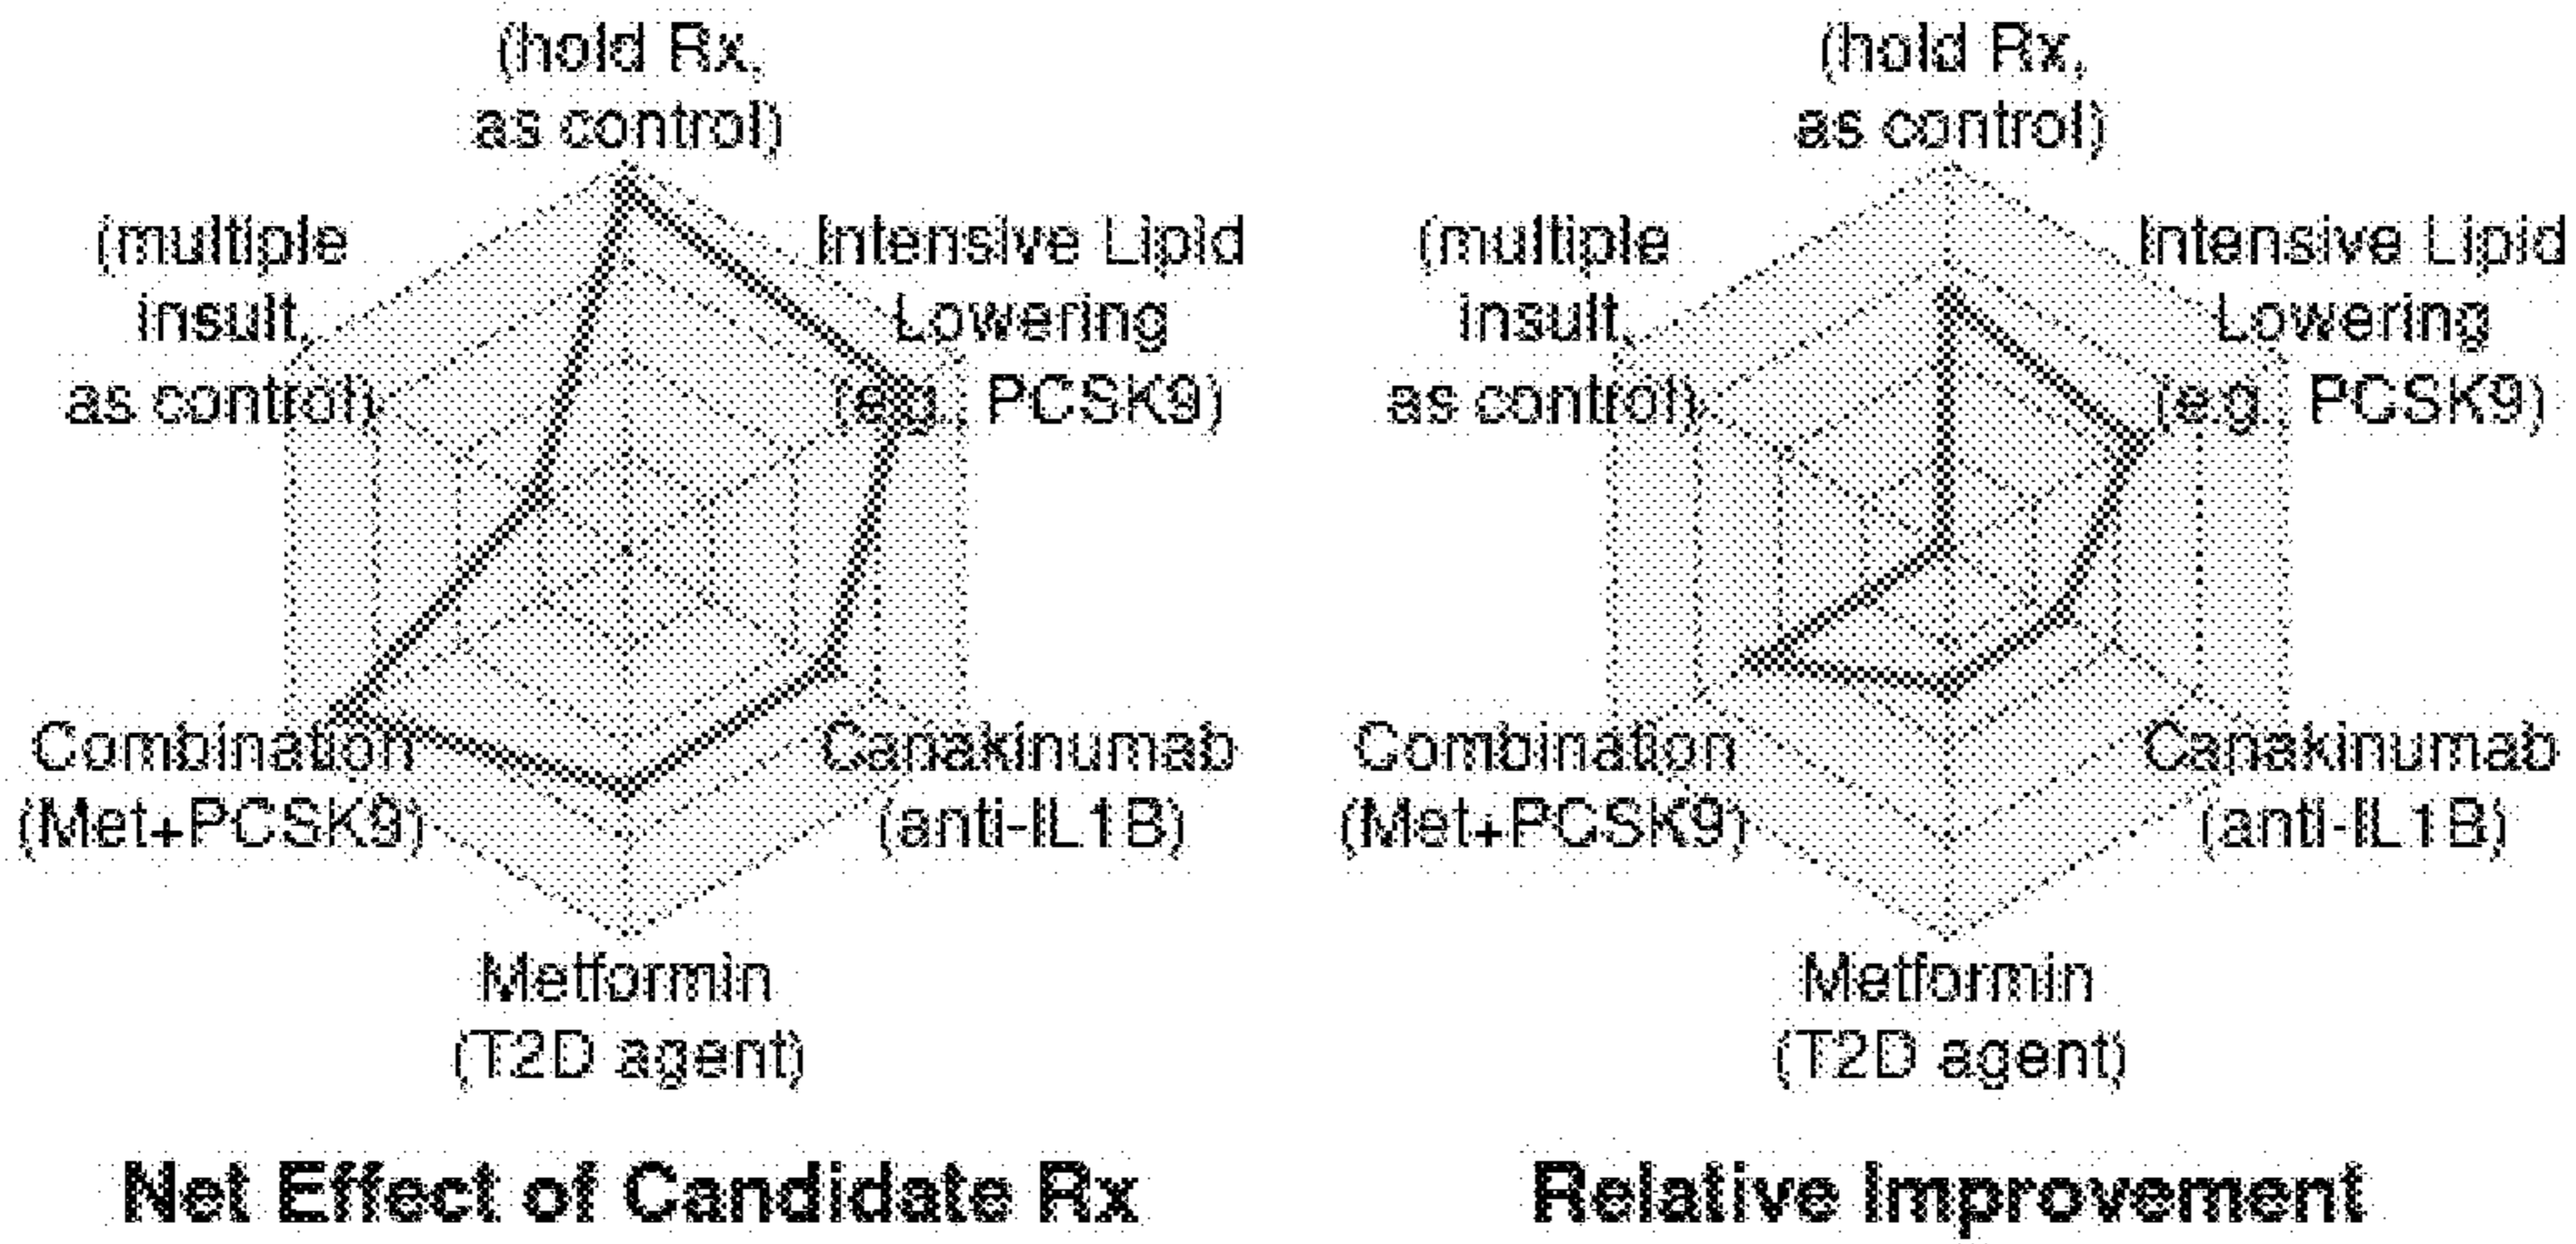 (hold Rx,
as control)
(multiple
insult,
as control)
Intensive Lipid
Lowering
(e.g., PCSK9)
Combination
(Met+PCSK9)
Canakinumab
(anti-IL1B)
Metformin
(T2D agent)
Net Effect of Candidate Rx
(hold Rx,
as control)
(multiple
insult,
as control)
Intensive Lipid
Lowering
(e.g., PCSK9)
Combination
(Met+PCSK9)
Canakinumab
(anti-IL1B)
Metformin
(T2D agent)
Relative Improvement